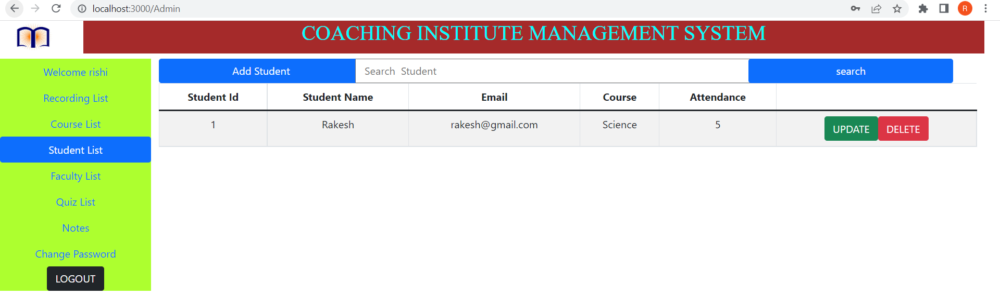 localhost:3000/Admin
R
COACHING INSTITUTE MANAGEMENT SYSTEM
Welcome rishi
Recording List
Course List
Student List
Faculty List
Quiz List
Notes
Change Password
LOGOUT
Add Student Search Student search
Student Id Student Name Email Course Attendance
1 Rakesh rakesh@gmail.com Science 5 UPDATE DELETE